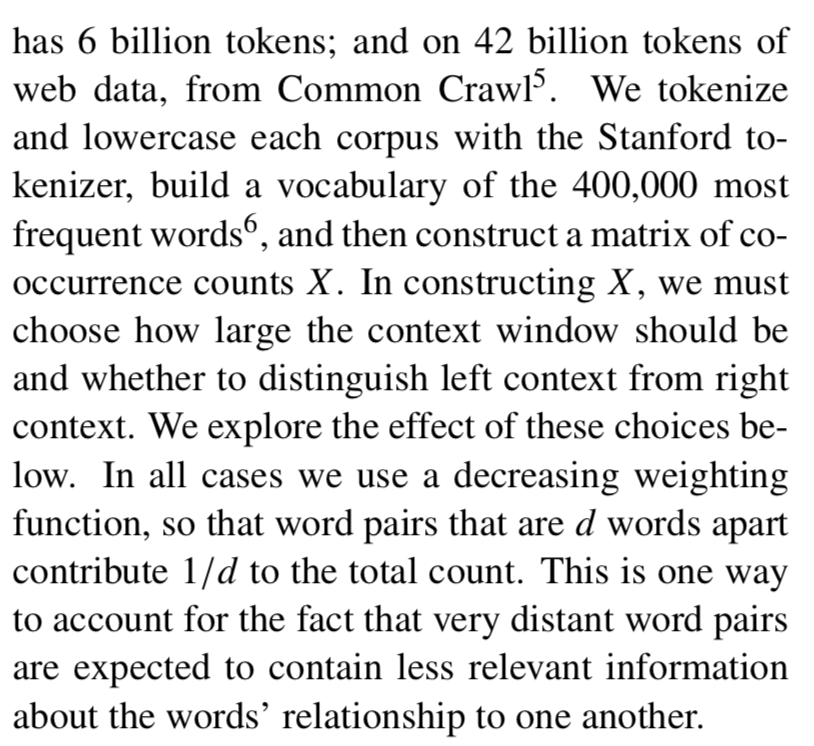 has 6 billion tokens; and on 42 billion tokens of
web data, from Common Crawl⁵. We tokenize
and lowercase each corpus with the Stanford to-
kenizer, build a vocabulary of the 400,000 most
frequent words⁶, and then construct a matrix of co-
occurrence counts X. In constructing X, we must
choose how large the context window should be
and whether to distinguish left context from right
context. We explore the effect of these choices be-
low. In all cases we use a decreasing weighting
function, so that word pairs that are d words apart
contribute 1/d to the total count. This is one way
to account for the fact that very distant word pairs
are expected to contain less relevant information
about the words’ relationship to one another.